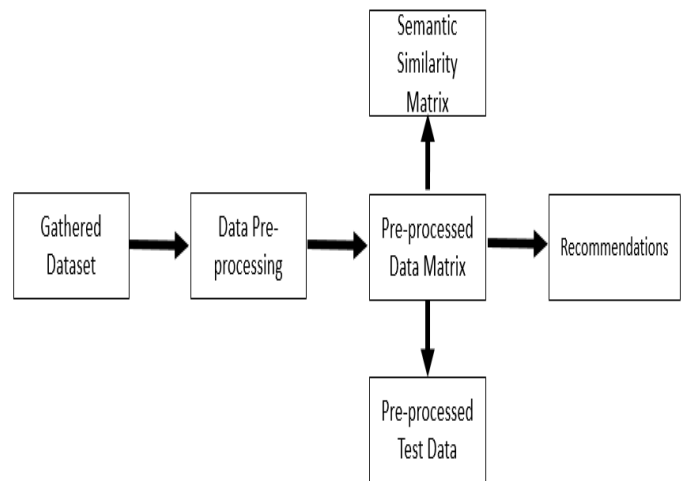 Semantic
Similarity
Matrix
Gathered
Dataset
Data Pre-
processing
Pre-processed
Data Matrix
Recommendations
Pre-processed
Test Data